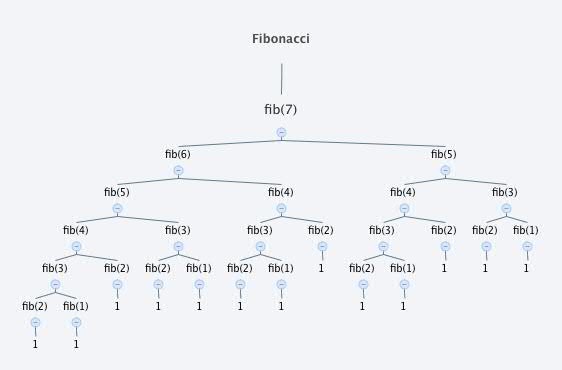 Fibonacci
fib(7)
fib(6) fib(5)
fib(5) fib(4) fib(4) fib(3)
fib(4) fib(3) fib(3) fib(2) fib(3) fib(2) fib(2) fib(1)
fib(3) fib(2) fib(2) fib(1) fib(2) fib(1) 1 fib(2) fib(1) 1 1 1
fib(2) fib(1) 1 1 1 1 1 1 1
1 1